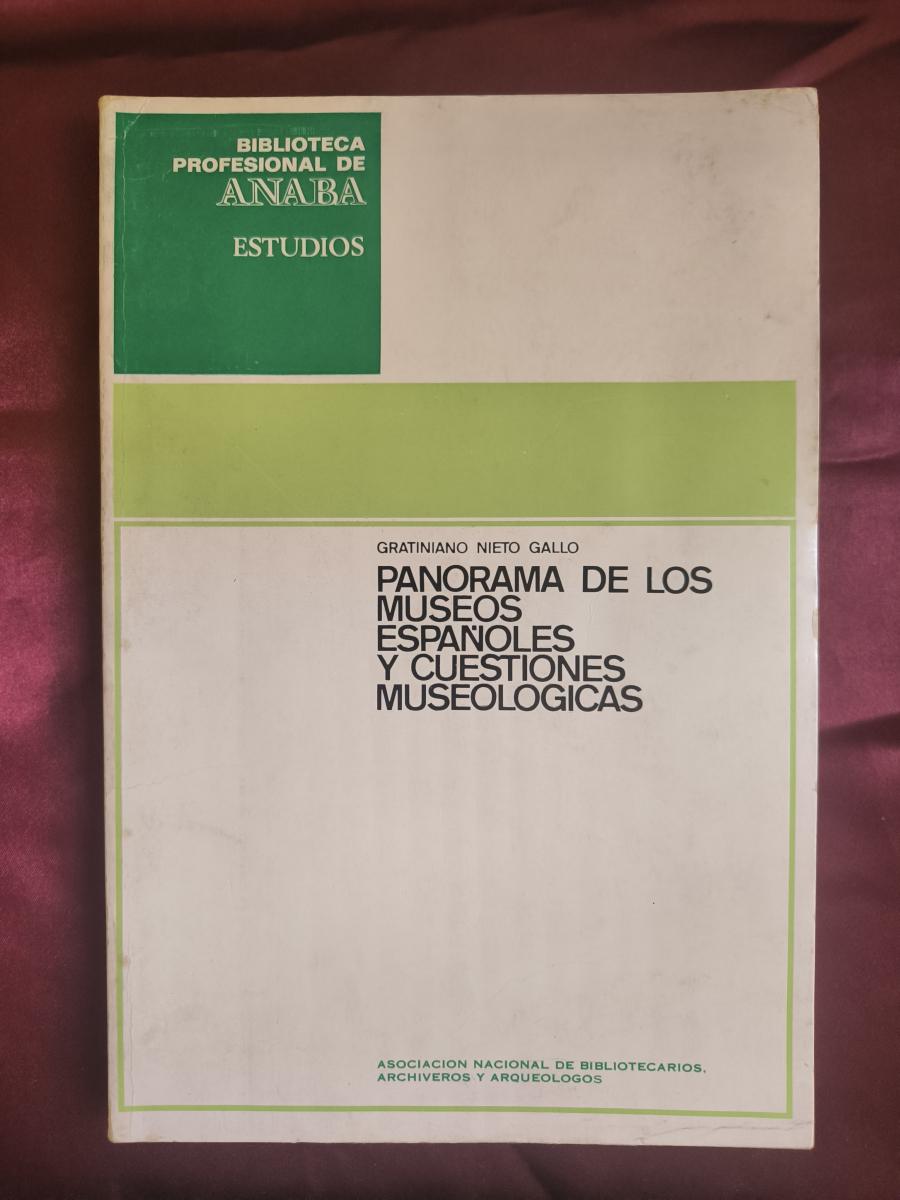 BIBLIOTECA
PROFESIONAL DE
ANABA
ESTUDIOS
GRATINIANO NIETO GALLO
PANORAMA DE LOS
MUSEOS
ESPAÑOLES
Y CUESTIONES
MUSEOLOGICAS
ASOCIACION NACIONAL DE BIBLIOTECARIOS,
ARCHIVEROS Y ARQUEOLOGOS